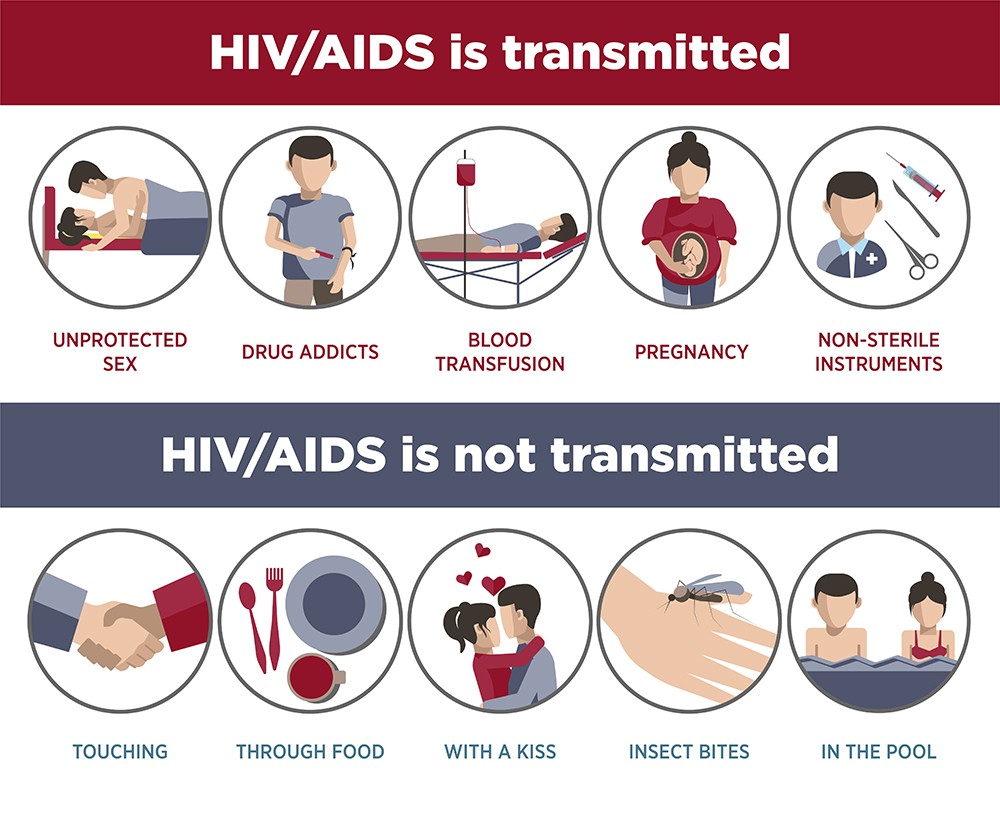 HIV/AIDS is transmitted
UNPROTECTED
SEX
DRUG ADDICTS
BLOOD
TRANSFUSION
PREGNANCY
NON-STERILE
INSTRUMENTS
HIV/AIDS is not transmitted
TOUCHING
THROUGH FOOD
WITH A KISS
INSECT BITES
IN THE POOL